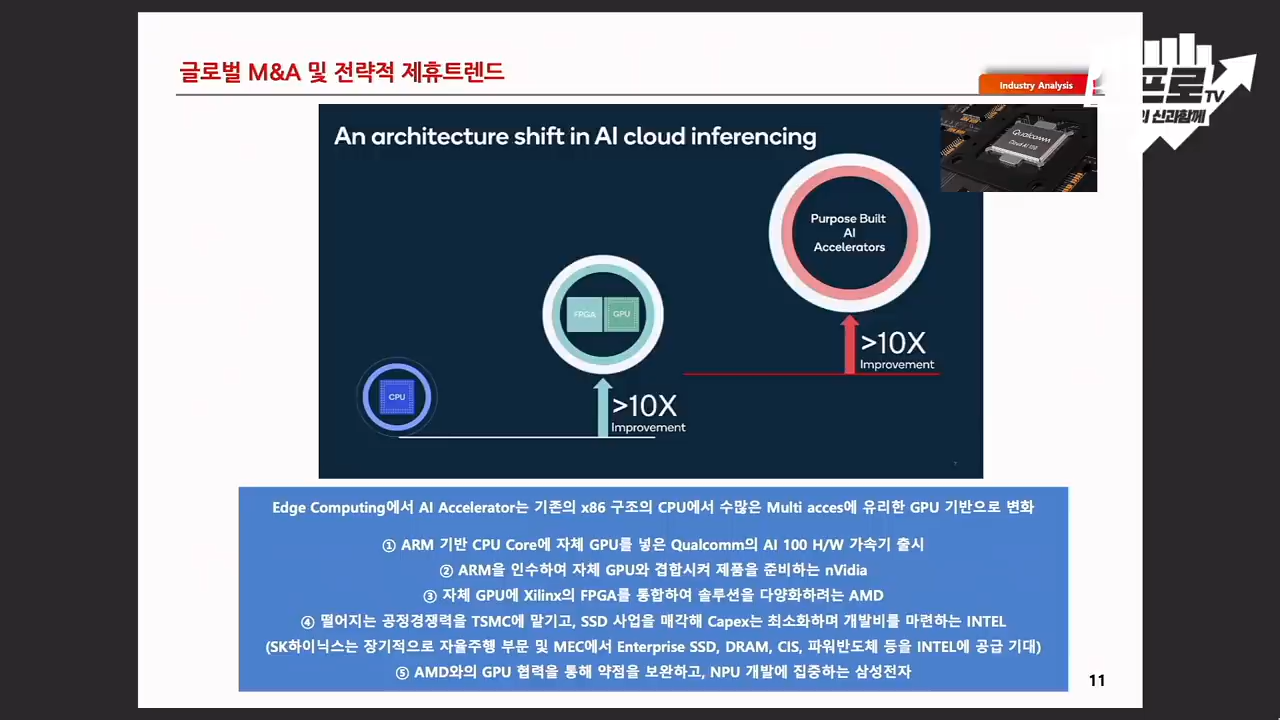 글로벌 M&A 및 전략적 제휴트렌드
Industry Analysis
프로TV
의 신과함께
An architecture shift in AI cloud inferencing
Qualcomm
Cloud AI 100
Purpose Built
AI
Accelerators
FPGA GPU
>10X
Improvement
CPU
>10X
Improvement
7
Edge Computing에서 AI Accelerator는 기존의 x86 구조의 CPU에서 수많은 Multi acces에 유리한 GPU 기반으로 변화
① ARM 기반 CPU Core에 자체 GPU를 넣은 Qualcomm의 AI 100 H/W 가속기 출시
② ARM을 인수하여 자체 GPU와 겹합시켜 제품을 준비하는 nVidia
③ 자체 GPU에 Xilinx의 FPGA를 통합하여 솔루션을 다양화하려는 AMD
④ 떨어지는 공정경쟁력을 TSMC에 맡기고, SSD 사업을 매각해 Capex는 최소화하며 개발비를 마련하는 INTEL
(SK하이닉스는 장기적으로 자율주행 부문 및 MEC에서 Enterprise SSD, DRAM, CIS, 파워반도체 등을 INTEL에 공급 기대)
⑤ AMD와의 GPU 협력을 통해 약점을 보완하고, NPU 개발에 집중하는 삼성전자
11